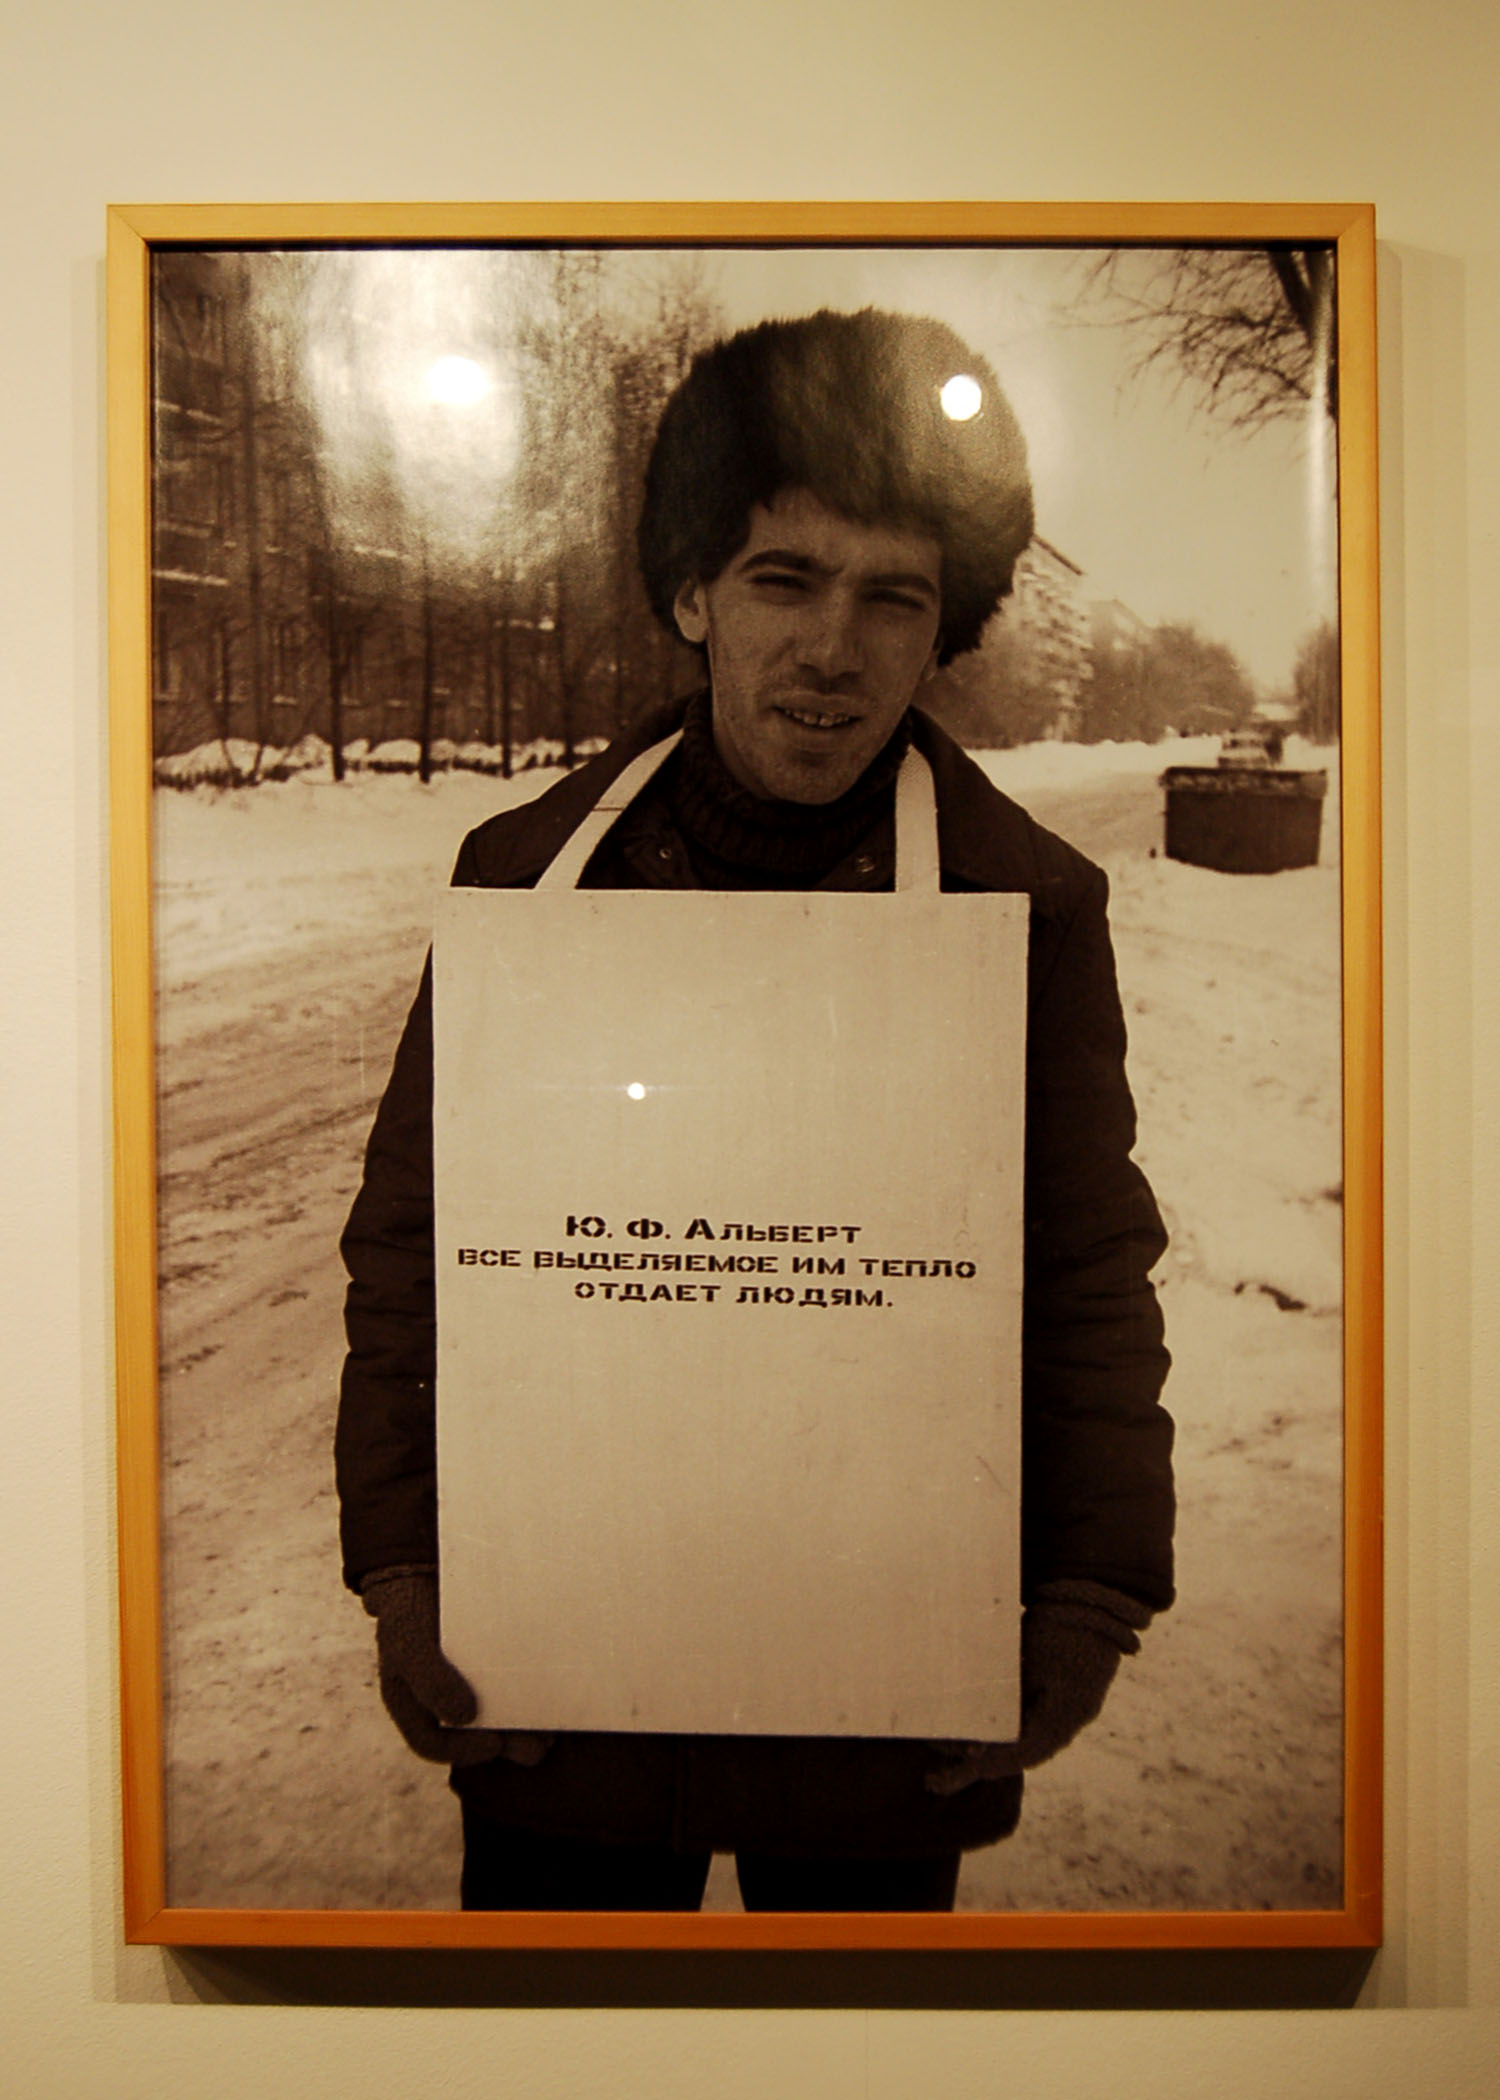 Ю. Ф. Альберт
все выделяемое им тепло
отдает людям.